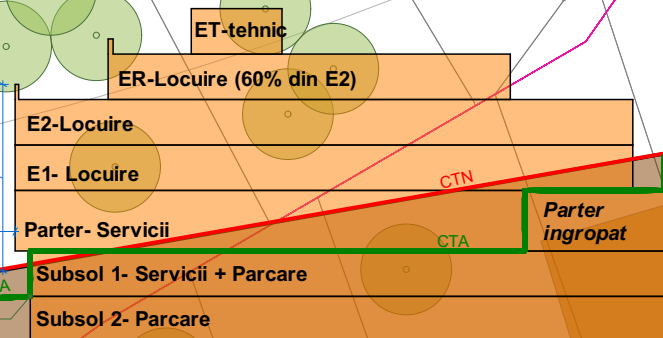 ET-tehnic
ER-Locuire (60% din E2)
E2-Locuire
E1- Locuire
CTN
Parter- Servicii
Parter
ingropat
CTA
Subsol 1- Servicii + Parcare
A
Subsol 2- Parcare